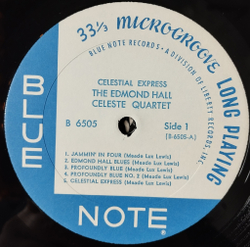 33⅓ MICROGROOVE LONG PLAYING
BLUE NOTE RECORDS • A DIVISION OF LIBERTY RECORDS, INC.
CELESTIAL EXPRESS
THE EDMOND HALL
CELESTE QUARTET
B 6505
Side 1
(B-6505-A)
1. JAMMIN' IN FOUR (Meade Lux Lewis)
2. EDMOND HALL BLUES (Meade Lux Lewis)
3. PROFOUNDLY BLUE (Meade Lux Lewis)
4. PROFOUNDLY BLUE NO. 2 (Meade Lux Lewis)
5. CELESTIAL EXPRESS (Meade Lux Lewis)
BLUE
NOTE